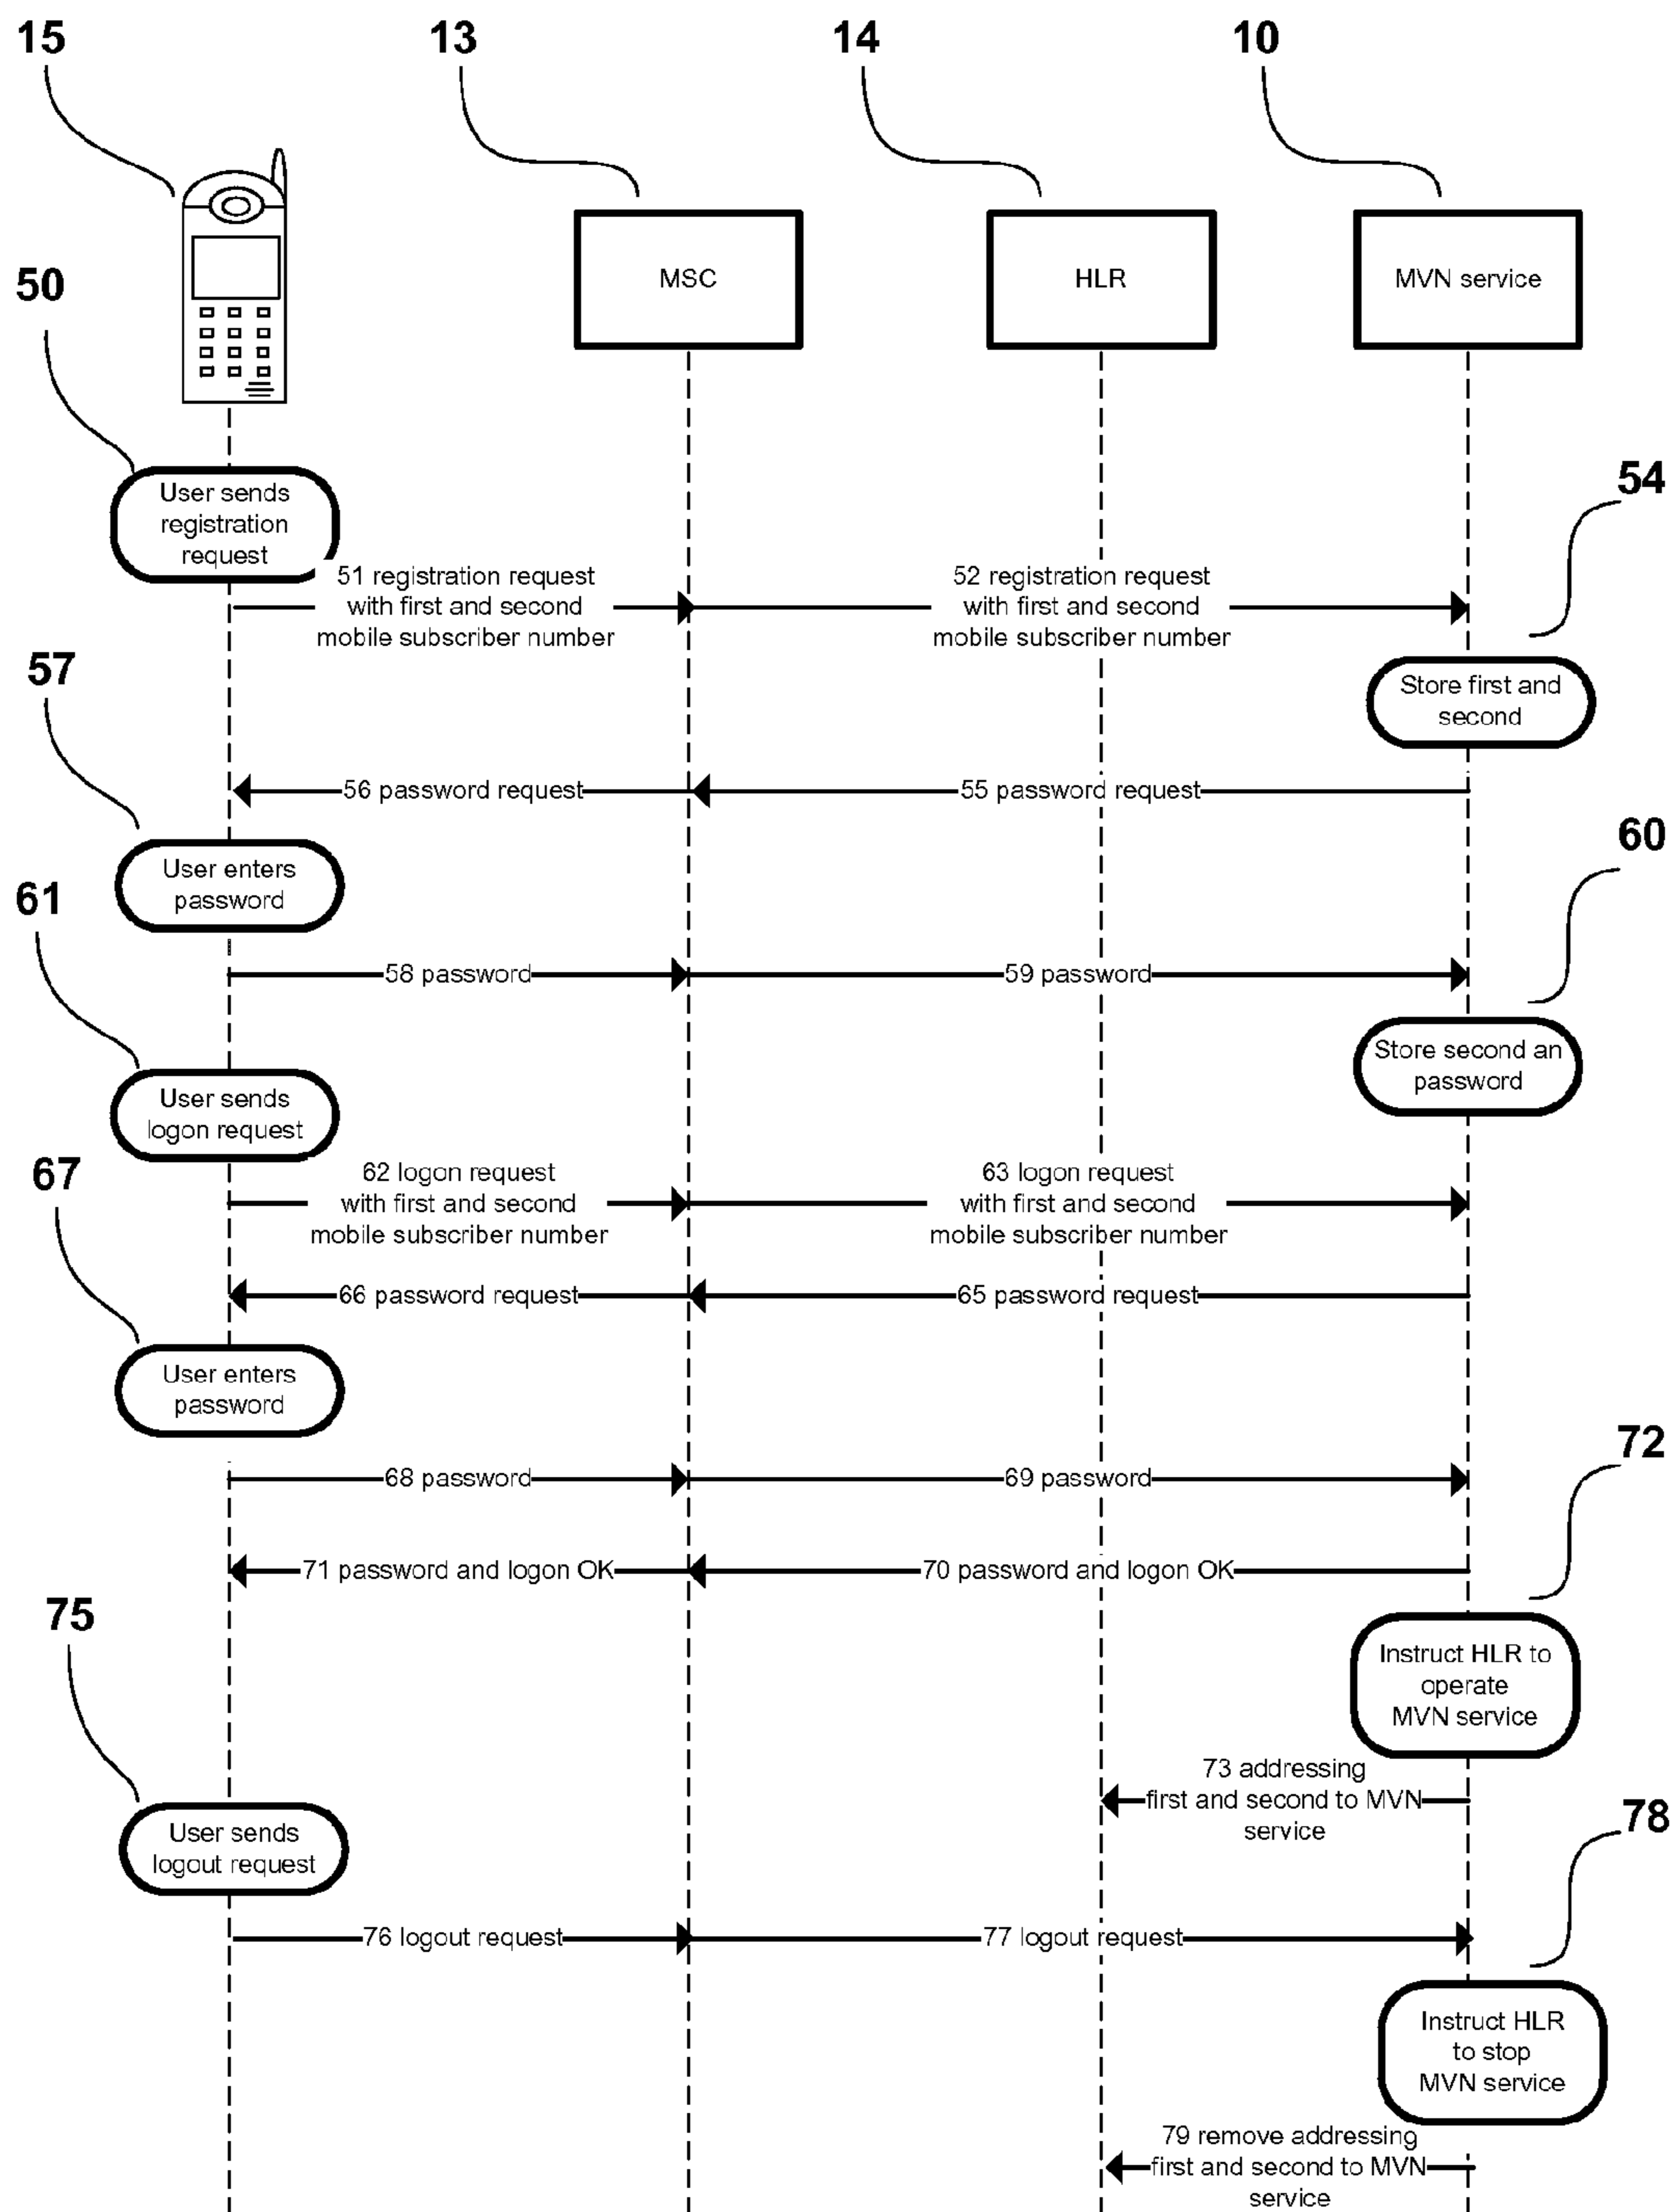 15
13
14
10
MSC
HLR
MVN service
50
User sends
registration
request
54
51 registration request
with first and second
mobile subscriber number
52 registration request
with first and second
mobile subscriber number
57
Store first and
second
56 password request
55 password request
60
User enters
password
61
58 password
59 password
Store second an
password
User sends
logon request
67
62 logon request
with first and second
mobile subscriber number
63 logon request
with first and second
mobile subscriber number
66 password request
65 password request
User enters
password
72
68 password
69 password
71 password and logon OK
70 password and logon OK
75
Instruct HLR to
operate
MVN service
73 addressing
first and second to MVN
service
78
User sends
logout request
76 logout request
77 logout request
Instruct HLR
to stop
MVN service
79 remove addressing
first and second to MVN
service